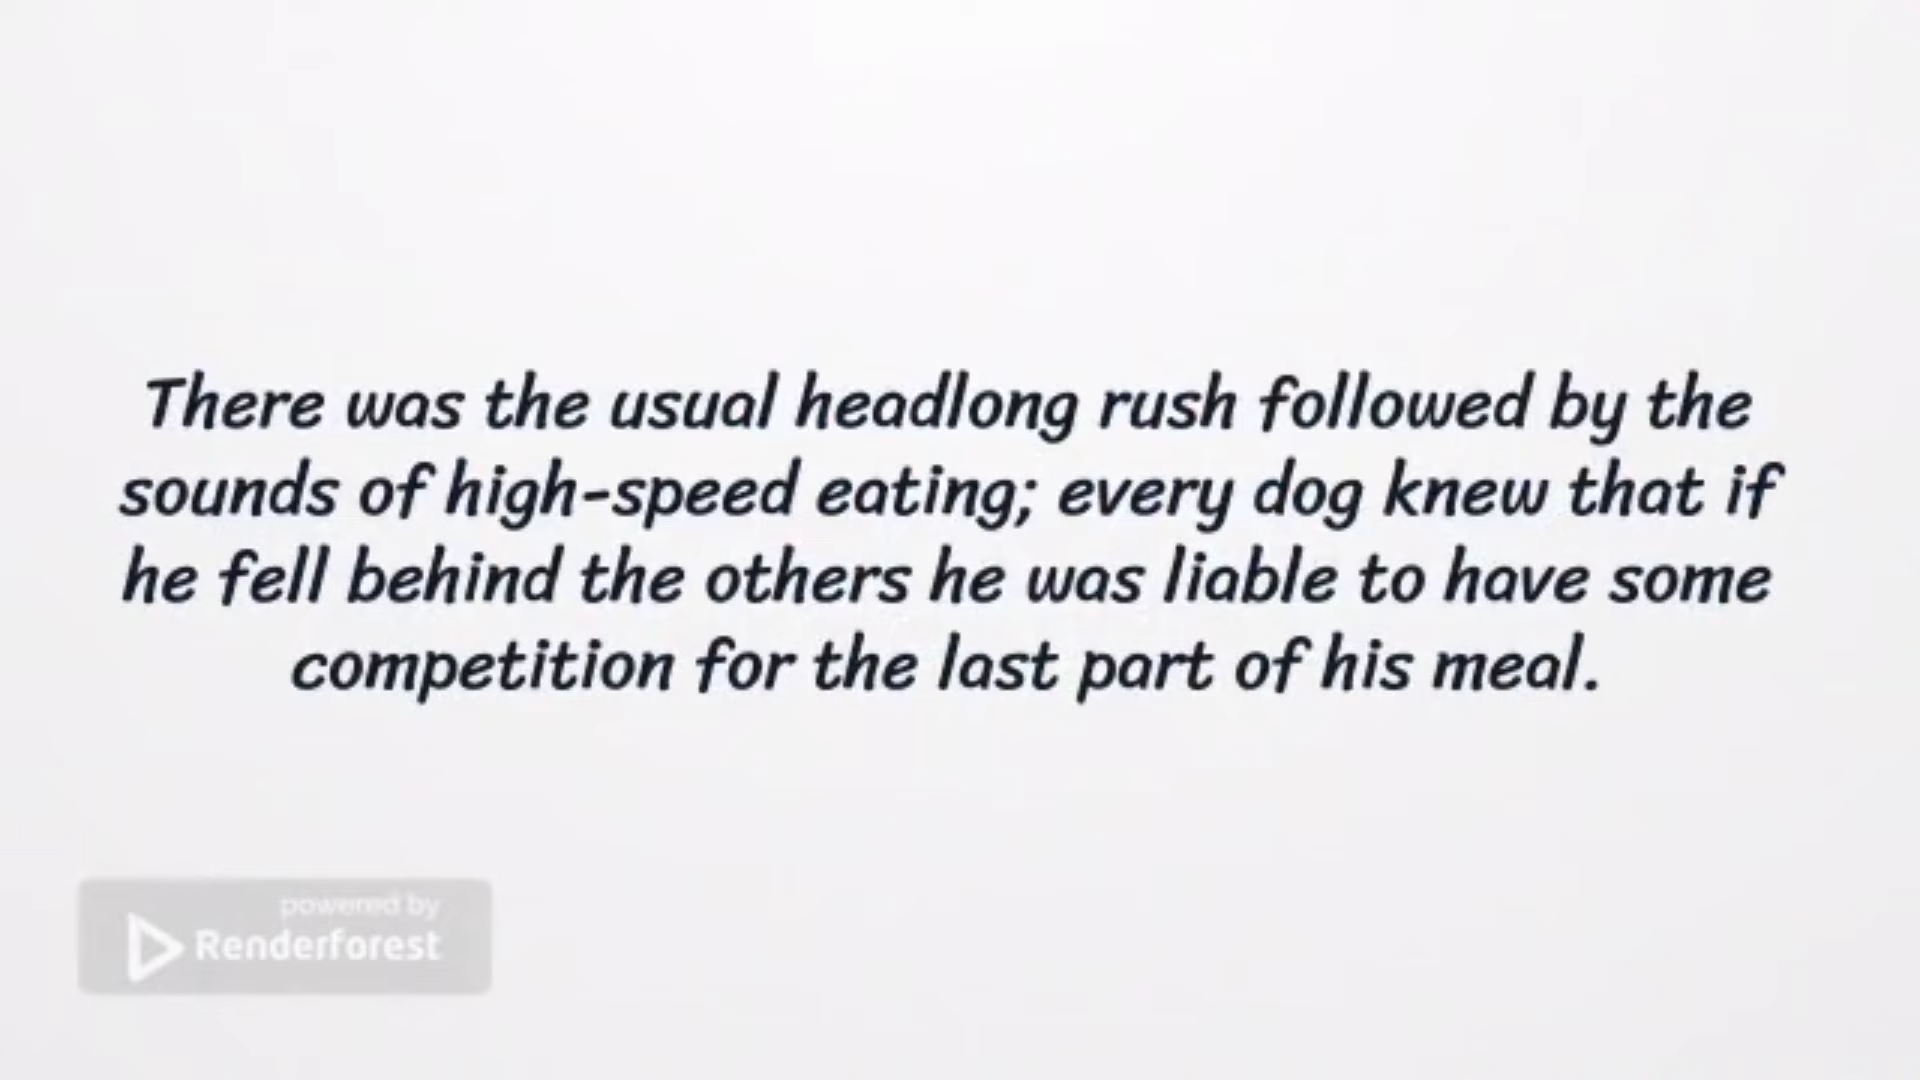 There was the usual headlong rush followed by the
sounds of high-speed eating; every dog knew that if
he fell behind the others he was liable to have some
competition for the last part of his meal.
powered by
Renderforest